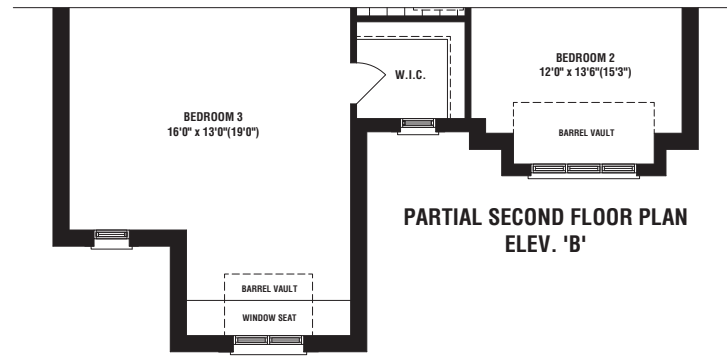 BEDROOM 3
16'0" x 13'0"(19'0)
W.I.C.
BEDROOM 2
12'0" x 13'6"(15'3")
BARREL VAULT
PARTIAL SECOND FLOOR PLAN
ELEV. 'B'
BARREL VAULT
WINDOW SEAT